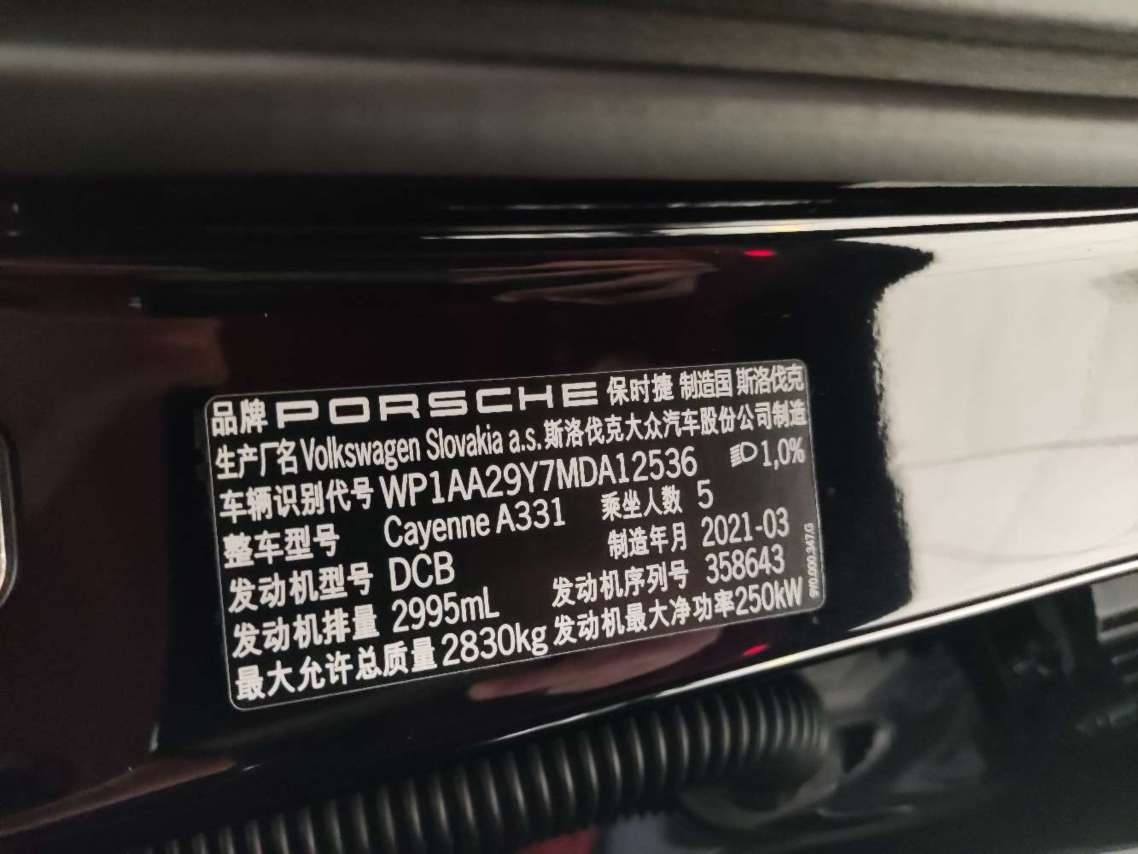 品牌 PORSCHE 保时捷 制造国 斯洛伐克
生产厂名 Volkswagen Slovakia a.s. 斯洛伐克大众汽车股份公司制造
车辆识别代号 WP1AA29Y7MDA12536 1,0%
整车型号 Cayenne A331 乘坐人数 5
发动机型号 DCB 制造年月 2021-03
发动机排量 2995mL 发动机序列号 358643
最大允许总质量 2830kg 发动机最大净功率 250kW
9Y0.000.347.G